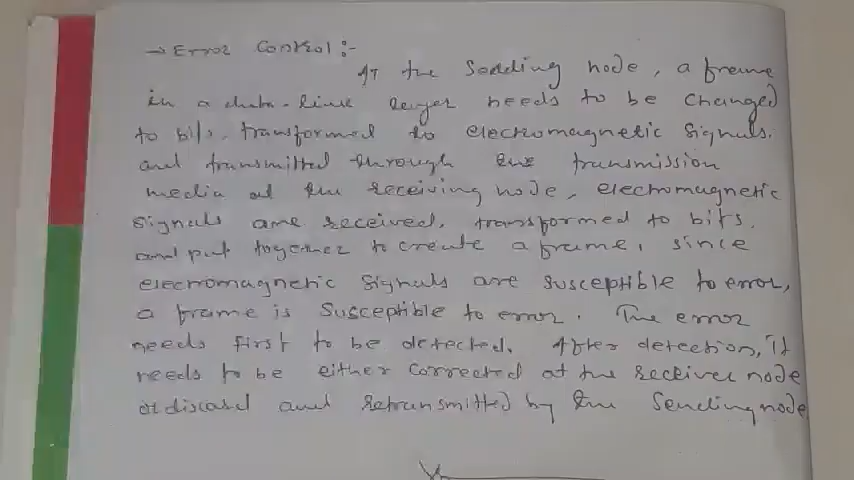 → Error Control :-
At the Sending node, a frame
in a data-link layer needs to be changed
to bits, transformed to electromagnetic signals,
and transmitted through the transmission
media at the receiving node, electromagnetic
signals are received, transformed to bits,
and put together to create a frame, since
elecromagnetic signals are susceptible to error,
a frame is susceptible to error. The error
needs first to be detected. After detection, it
needs to be either corrected at the receiver node
or discard and retransmitted by the Sending node